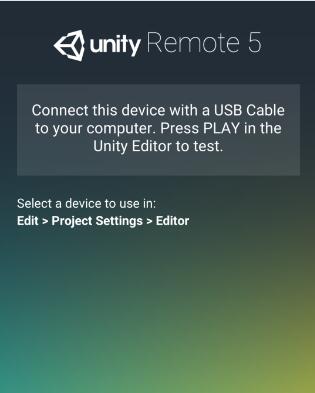 unity Remote 5
Connect this device with a USB Cable
to your computer. Press PLAY in the
Unity Editor to test.
Select a device to use in:
Edit > Project Settings > Editor